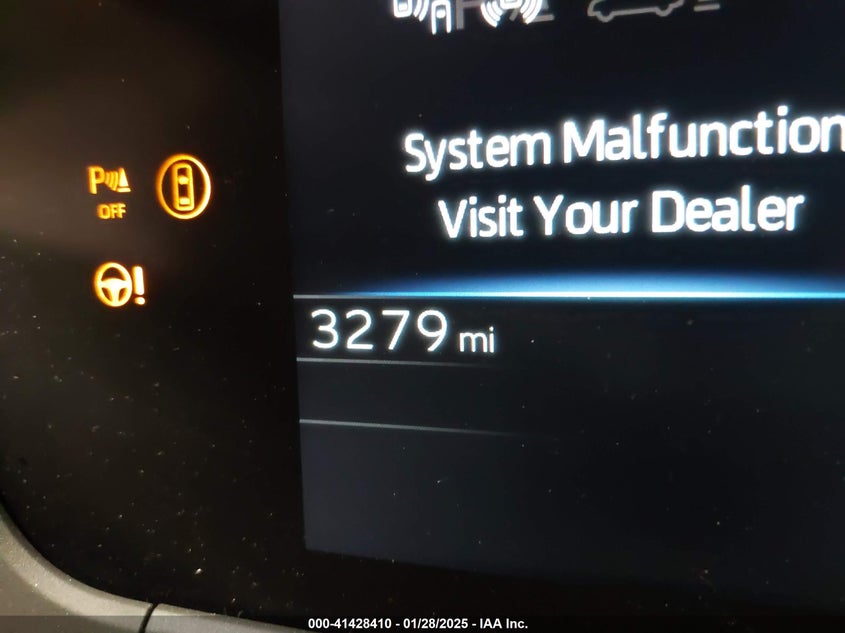 System Malfunction
Visit Your Dealer
P
OFF
!
3279 mi
000-41428410 - 01/28/2025 - IAA Inc.